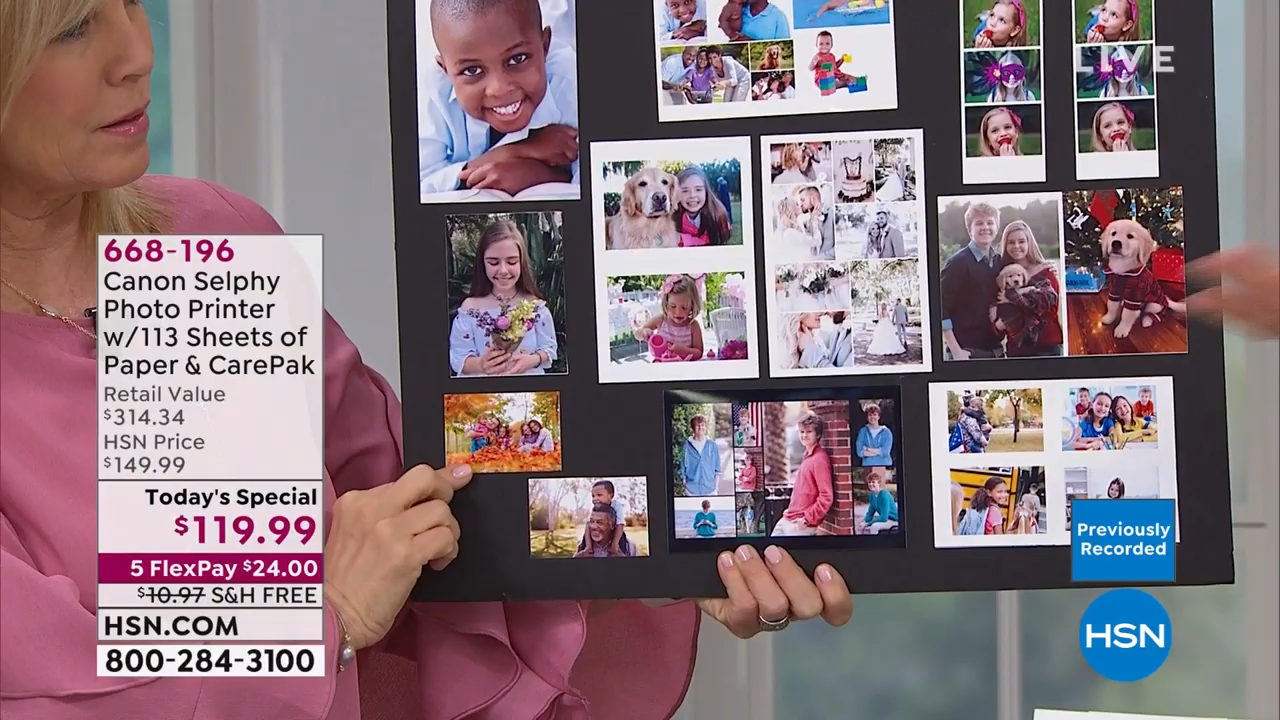 LIVE
668-196
Canon Selphy
Photo Printer
w/113 Sheets of
Paper & CarePak
Retail Value
$314.34
HSN Price
$149.99
Today's Special
$119.99
5 FlexPay $24.00
$10.97 S&H FREE
HSN.COM
800-284-3100
Previously
Recorded
HSN